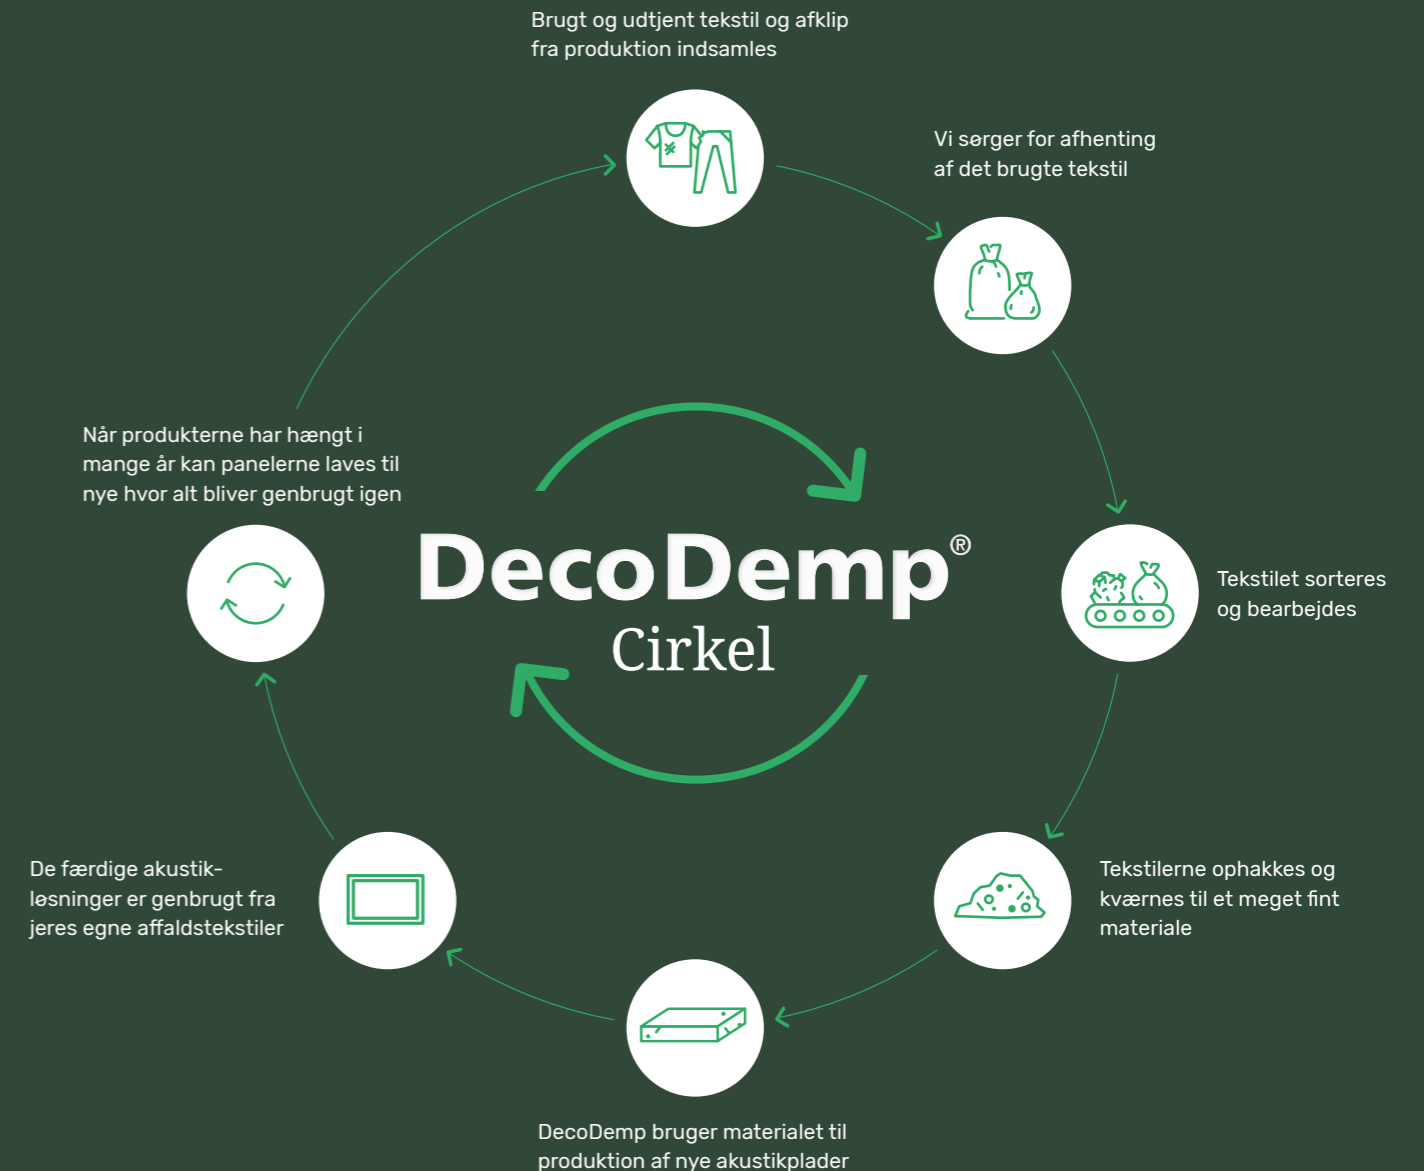 Brugt og udtjent tekstil og afklip
fra produktion indsamles
Vi sørger for afhenting
af det brugte tekstil
Når produkterne har hængt i
mange år kan panelerne laves til
nye hvor alt bliver genbrugt igen
DecoDemp®
Cirkel
Tekstilet sorteres
og bearbejdes
De færdige akustik-
løsninger er genbrugt fra
jeres egne affaldstekstiler
Tekstilerne ophakkes og
kværnes til et meget fint
materiale
DecoDemp bruger materialet til
produktion af nye akustikplader